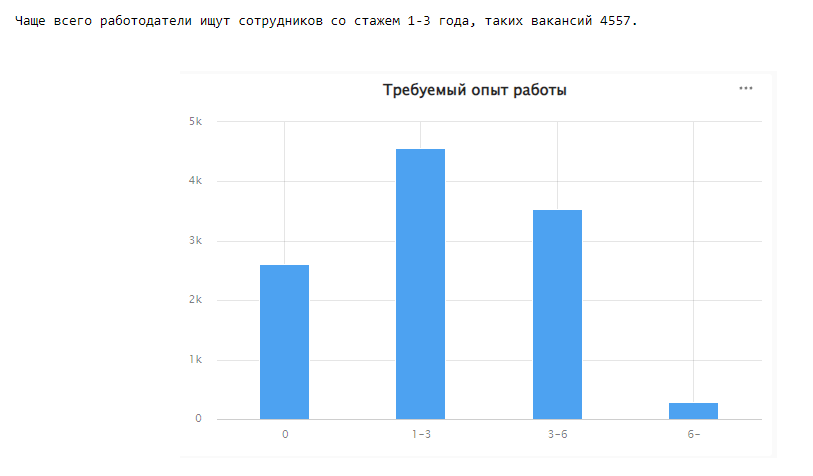 Чаще всего работодатели ищут сотрудников со стажем 1-3 года, таких вакансий 4557.
Требуемый опыт работы
5k
4k
3k
2k
1k
0
0 1-3 3-6 6-